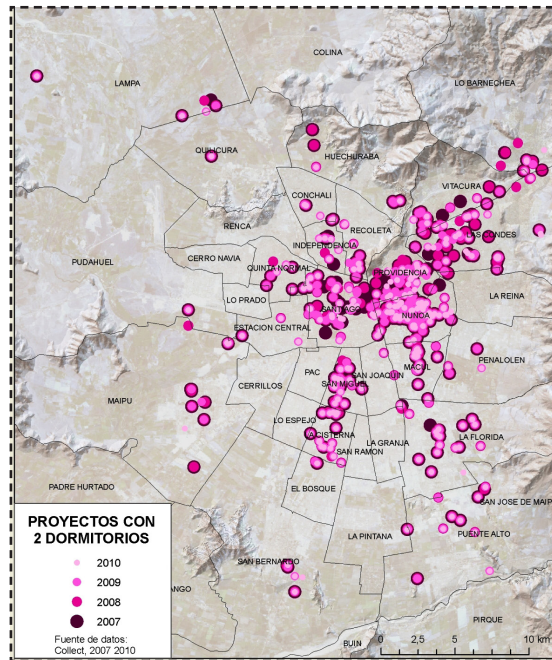 COLINA
LAMPA
LO BARNECHEA
QUILICURA
HUECHURABA
VITACURA
CONCHALI
RENCA
RECOLETA
LAS CONDES
INDEPENDENCIA
PUDAHUEL
CERRO NAVIA
QUINTA NORMAL
PROVIDENCIA
LO PRADO
LA REINA
SANTIAGO
ÑUÑOA
ESTACION CENTRAL
PEÑALOLEN
MACUL
PAC
SAN JOAQUIN
SAN MIGUEL
CERRILLOS
MAIPU
LO ESPEJO
LA CISTERNA
LA GRANJA
LA FLORIDA
SAN RAMON
PADRE HURTADO
EL BOSQUE
SAN JOSE DE MAIP
LA PINTANA
PUENTE ALTO
SAN BERNARDO
ANGO
PIRQUE
BUIN
PROYECTOS CON
2 DORMITORIOS
2010
2009
2008
2007
Fuente de datos:
Collect, 2007 2010
0 2,5 5 10 km